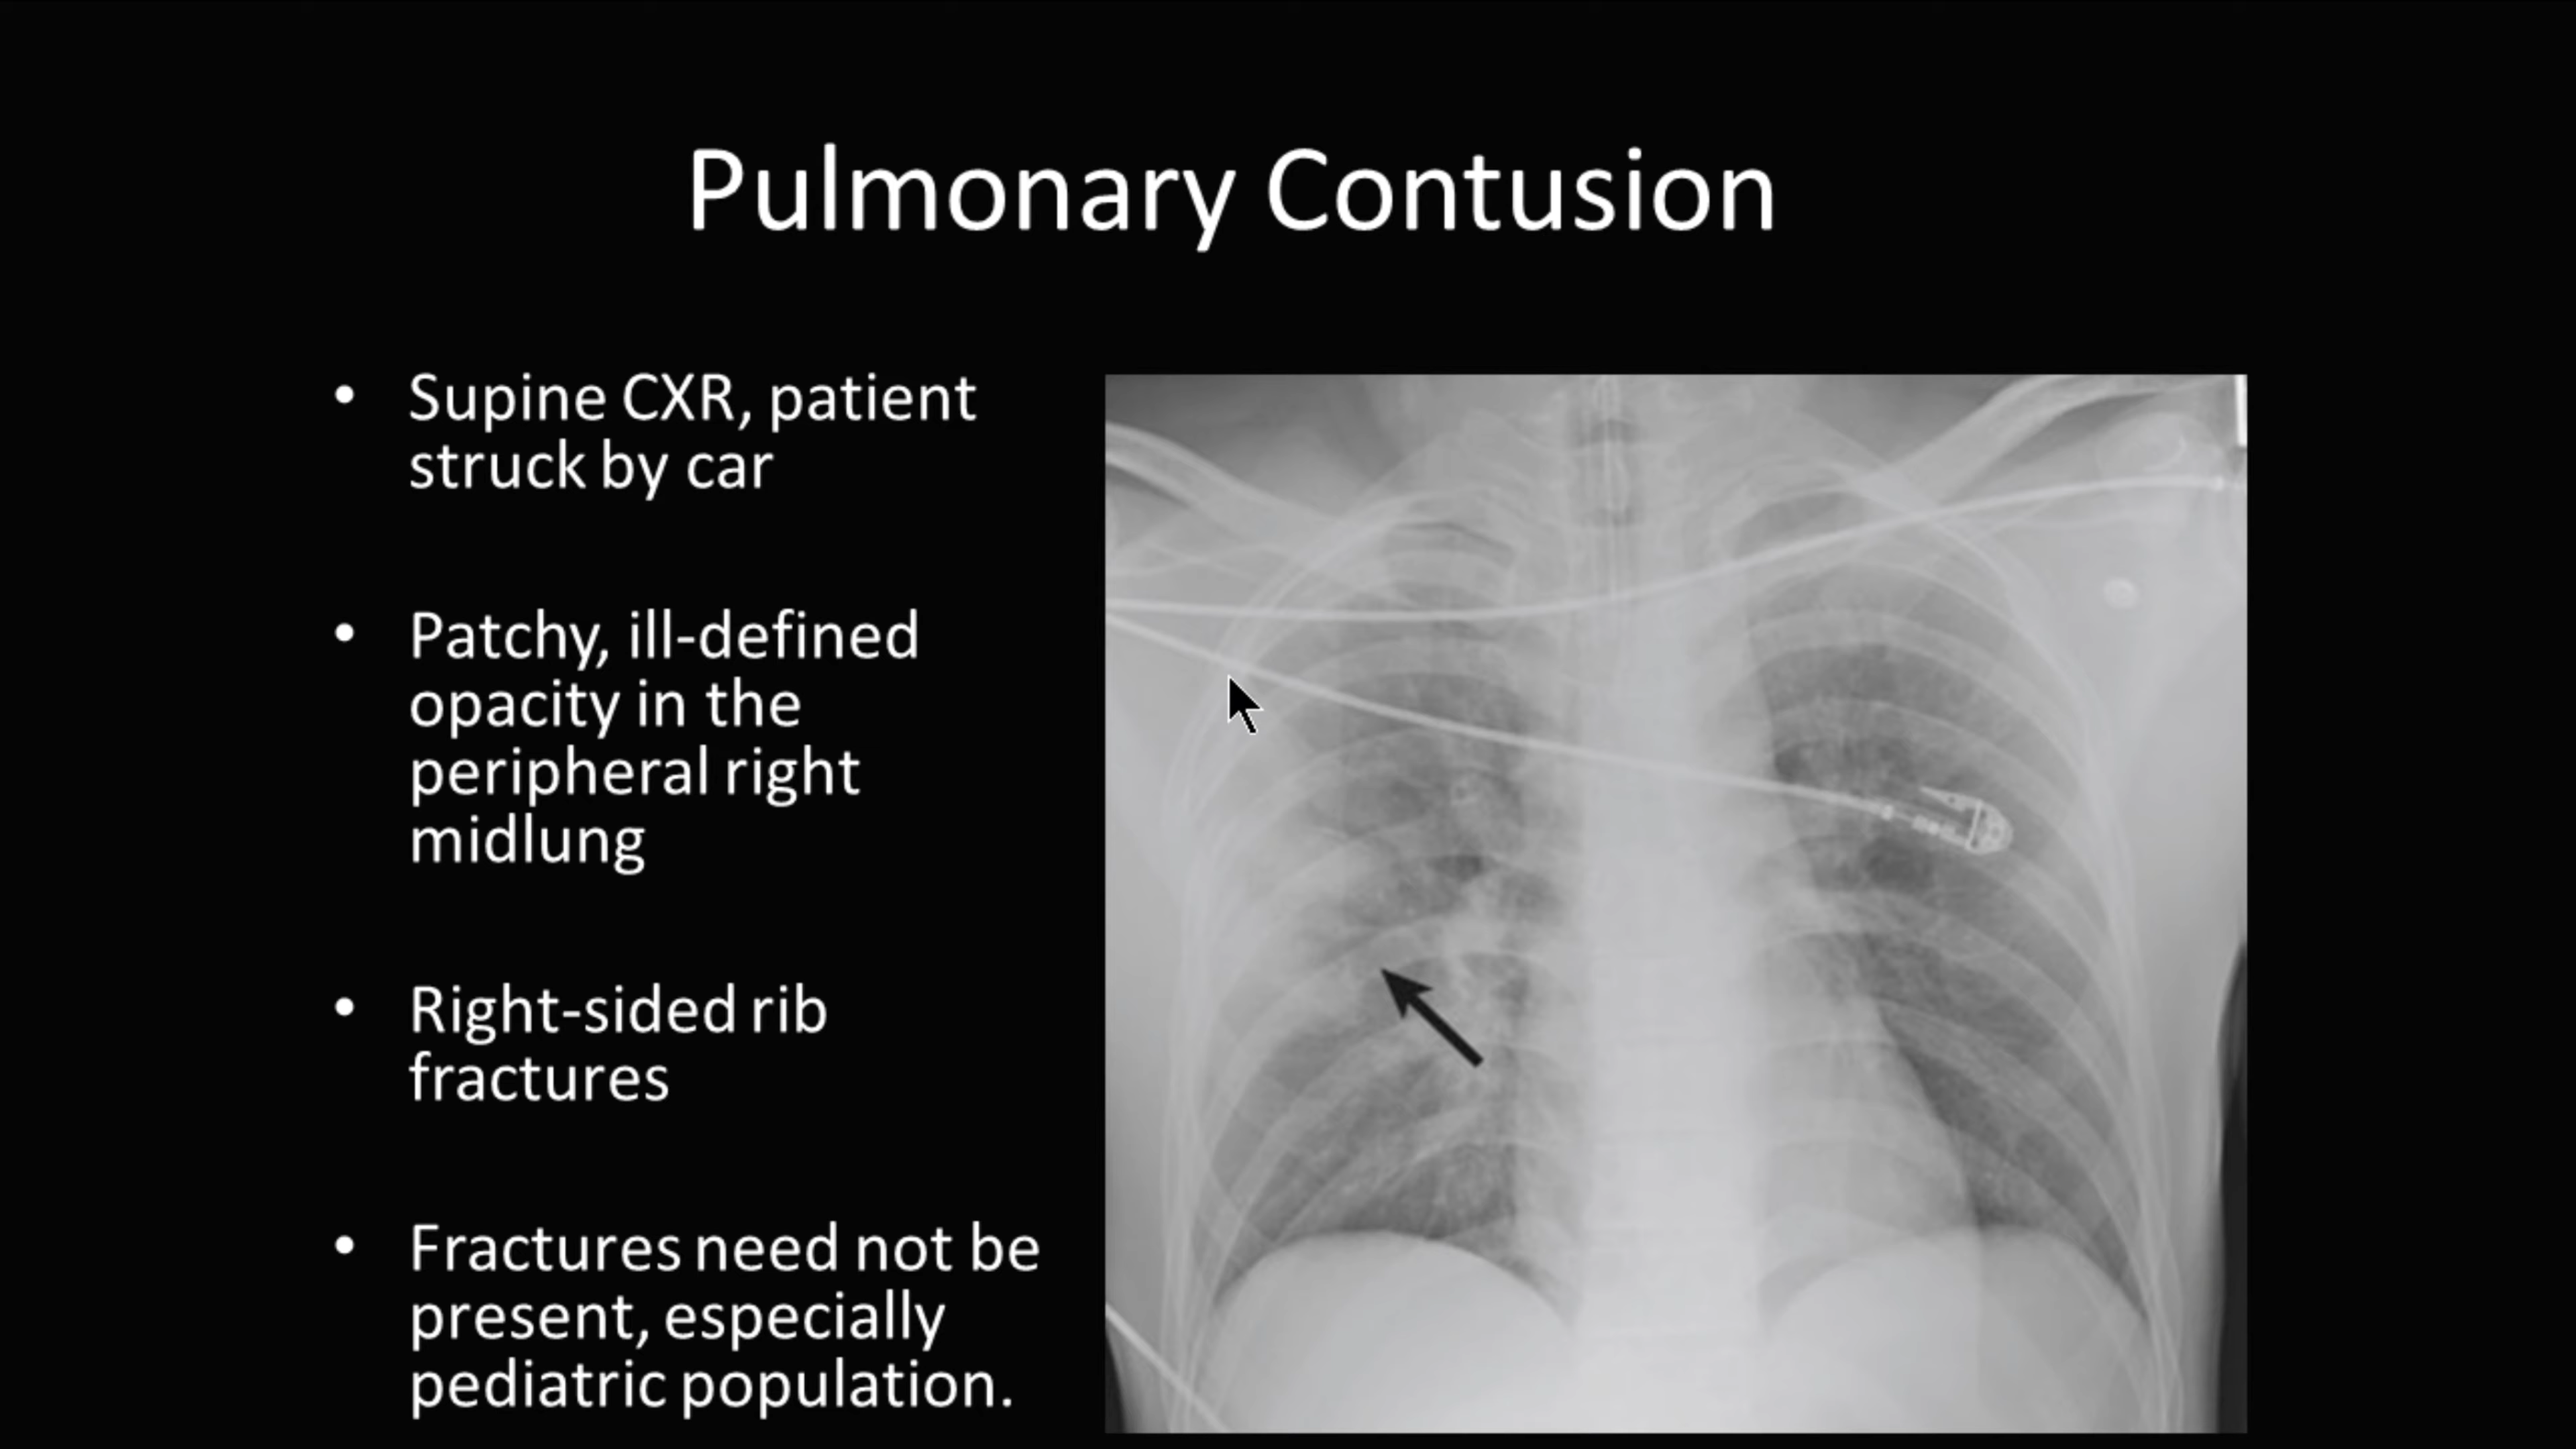 Pulmonary Contusion
• Supine CXR, patient
struck by car
• Patchy, ill-defined
opacity in the
peripheral right
midlung
• Right-sided rib
fractures
• Fractures need not be
present, especially
pediatric population.